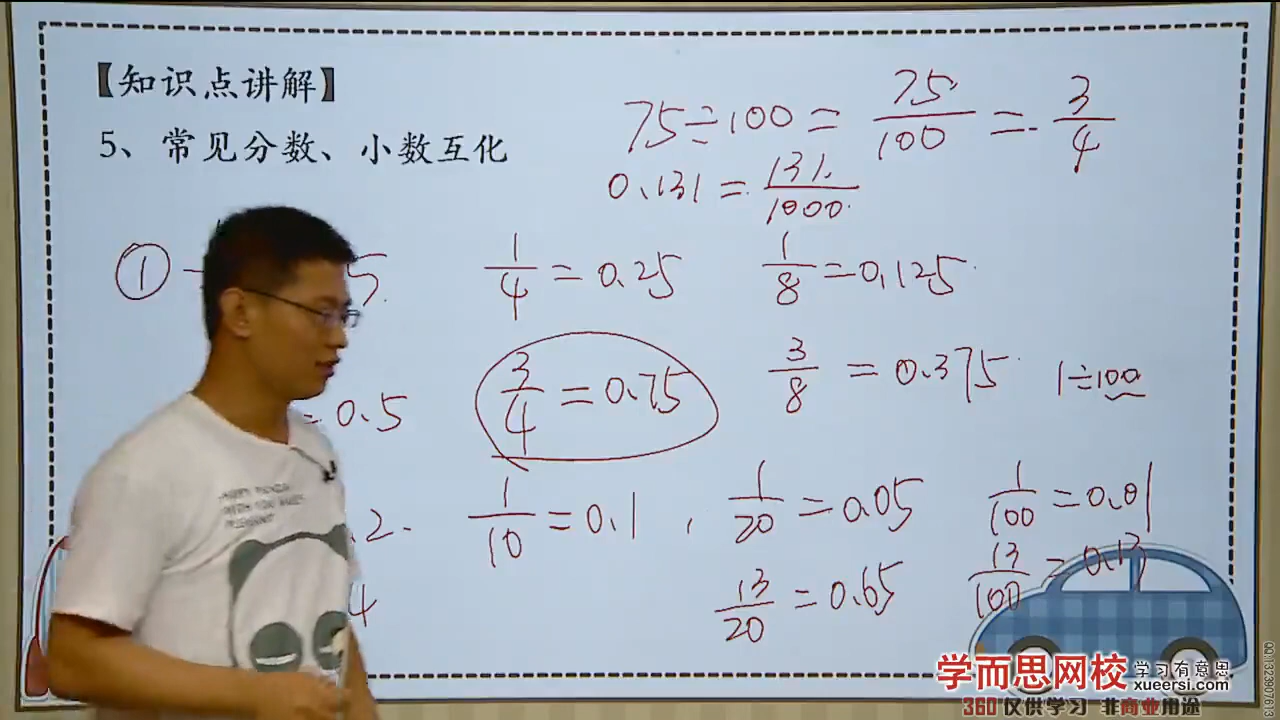 【知识点讲解】
5、常见分数、小数互化
75÷100=75/100=3/4
0.131=131/1000
① 5 1/4=0.25 1/8=0.125
=0.5 3/4=0.75 3/8=0.375 1÷100
.2 1/10=0.1, 1/20=0.05 1/100=0.01
4 13/20=0.65 13/100=0.13
学而思网校 学习有意思
xueersi.com
360°仅供学习 非商业用途